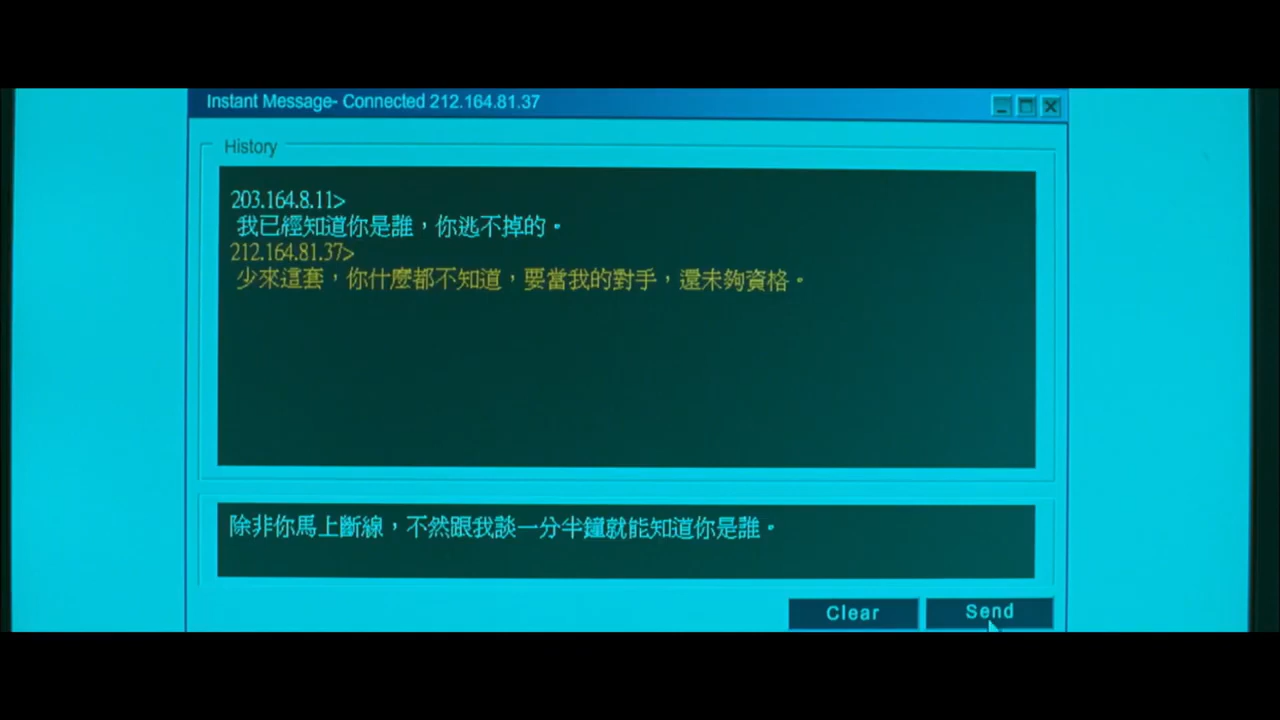 Instant Message- Connected 212.164.81.37
History
203.164.8.11>
我已經知道你是誰，你逃不掉的。
212.164.81.37>
少來這套，你什麼都不知道，要當我的對手，還未夠資格。
除非你馬上斷線，不然跟我談一分半鐘就能知道你是誰。
Clear
Send